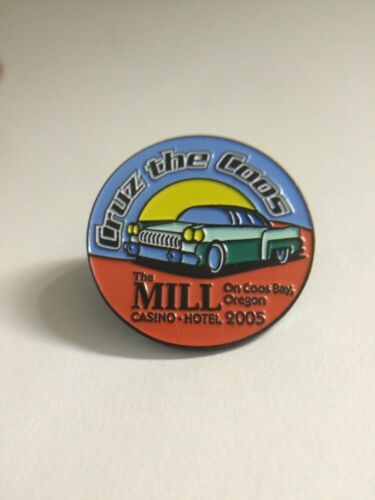 Cruz the Coos
The
MILL
On Coos Bay,
Oregon
CASINO • HOTEL 2005